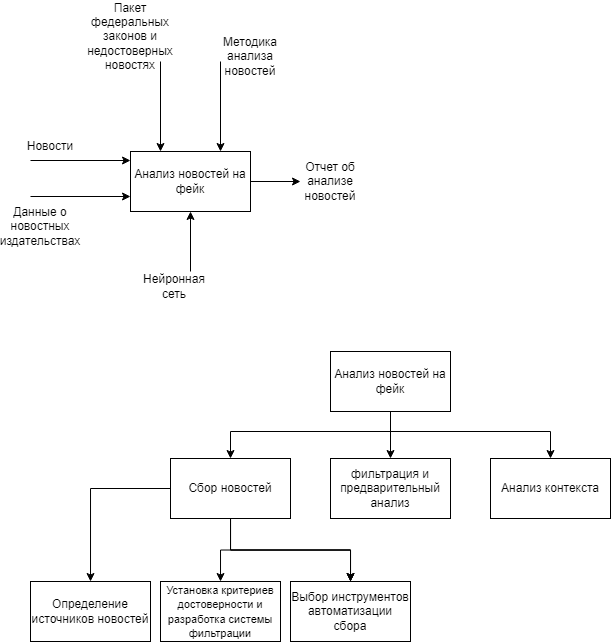 Пакет
федеральных
законов и
недостоверных
новостях
Методика
анализа
новостей
Новости
Анализ новостей на
фейк
Отчет об
анализе
новостей
Данные о
новостных
издательствах
Нейронная
сеть
Анализ новостей на
фейк
Сбор новостей
фильтрация и
предварительный
анализ
Анализ контекста
Определение
источников новостей
Установка критериев
достоверности и
разработка системы
фильтрации
Выбор инструментов
автоматизации
сбора